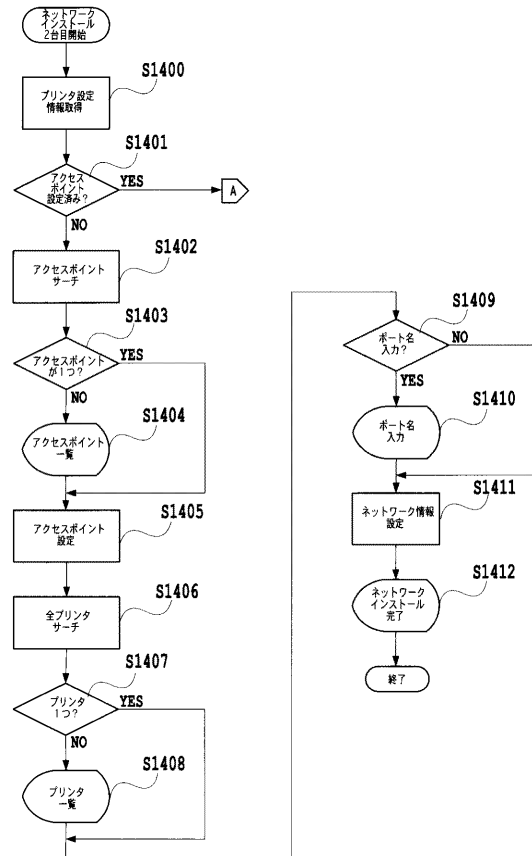 ネットワーク
インストール
2台目開始
S1400
プリンタ設定
情報取得
S1401
アクセス
ポイント
設定済み?
YES
A
NO
S1402
アクセスポイント
サーチ
S1403
アクセスポイント
が1つ?
YES
NO
S1404
アクセスポイント
一覧
S1405
アクセスポイント
設定
S1406
全プリンタ
サーチ
S1407
プリンタ
1つ?
YES
NO
S1408
プリンタ
一覧
S1409
ポート名
入力?
NO
YES
S1410
ポート名
入力
S1411
ネットワーク情報
設定
S1412
ネットワーク
インストール
完了
終了